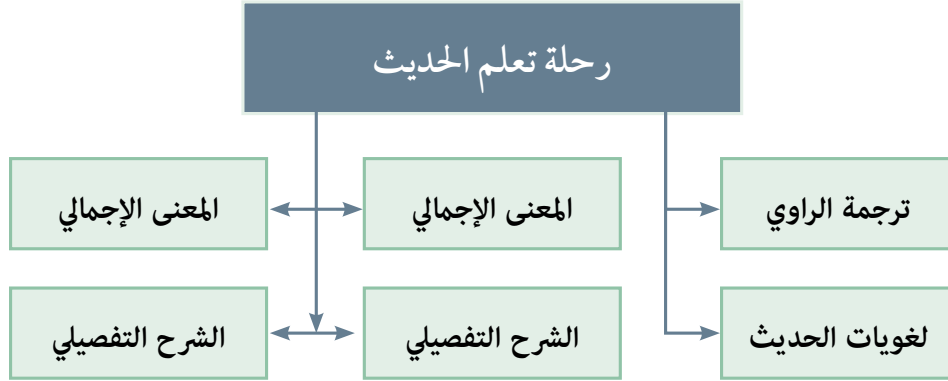 رحلة تعلم الحديث
ترجمة الراوي
المعنى الإجمالي
المعنى الإجمالي
لغويات الحديث
الشرح التفصيلي
الشرح التفصيلي